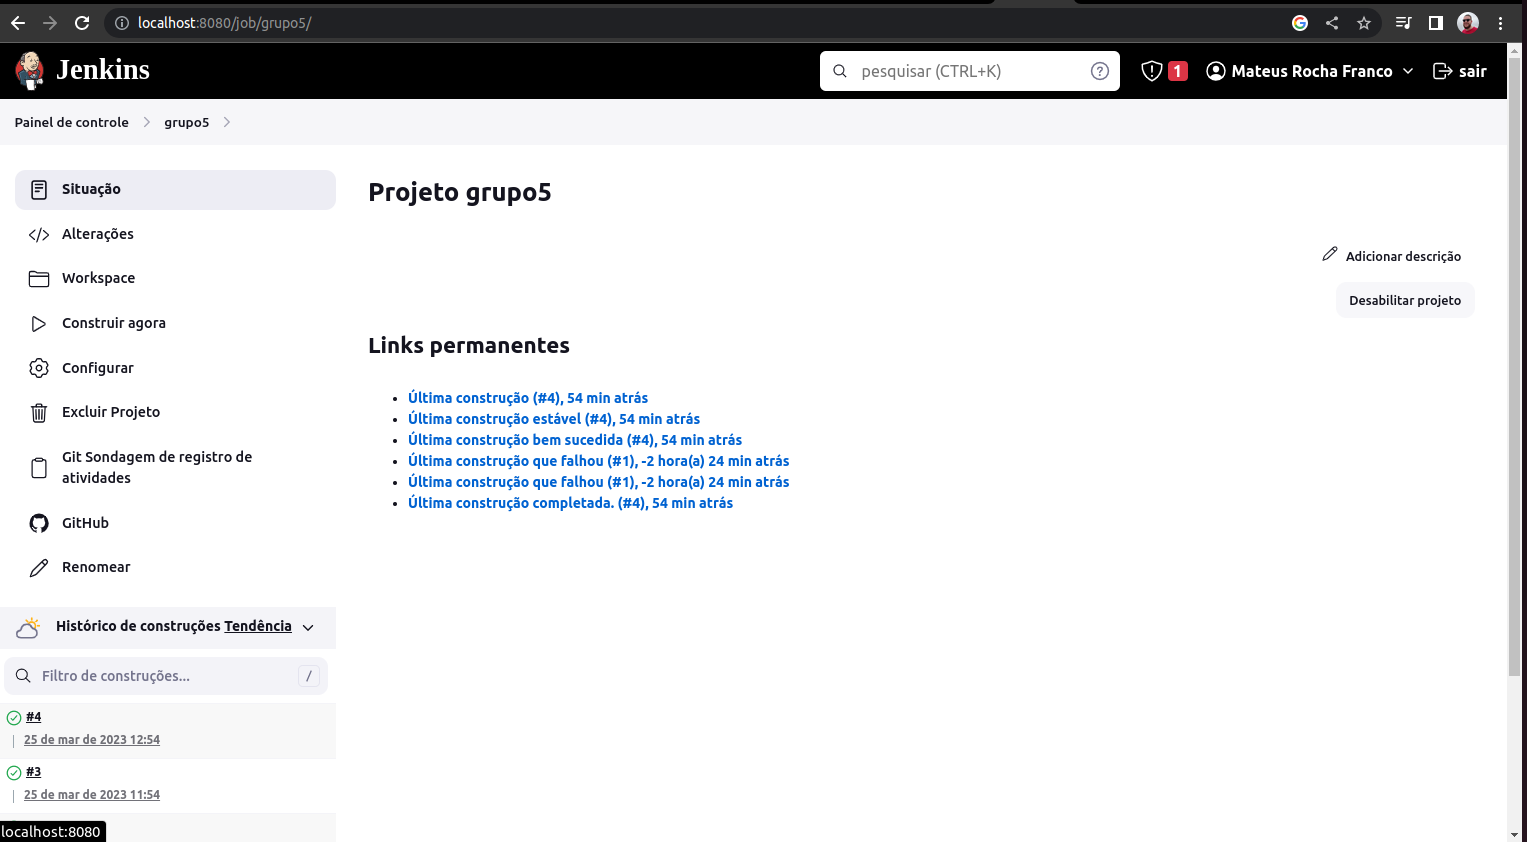 localhost:8080/job/grupo5/
Jenkins
pesquisar (CTRL+K)
1
Mateus Rocha Franco
sair
Painel de controle
grupo5
Situação
Alterações
Workspace
Construir agora
Configurar
Excluir Projeto
Git Sondagem de registro de
atividades
GitHub
Renomear
Histórico de construções Tendência
Filtro de construções...
/
#4
25 de mar de 2023 12:54
#3
25 de mar de 2023 11:54
localhost:8080
Projeto grupo5
Adicionar descrição
Desabilitar projeto
Links permanentes
Última construção (#4), 54 min atrás
Última construção estável (#4), 54 min atrás
Última construção bem sucedida (#4), 54 min atrás
Última construção que falhou (#1), -2 hora(a) 24 min atrás
Última construção que falhou (#1), -2 hora(a) 24 min atrás
Última construção completada. (#4), 54 min atrás